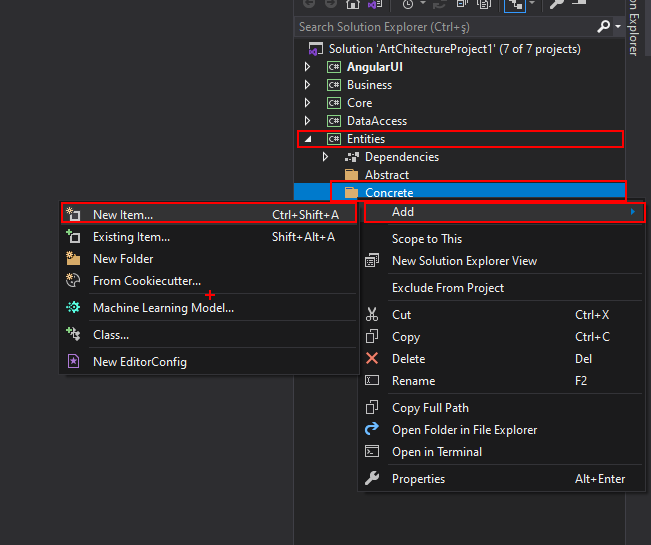 Search Solution Explorer (Ctrl+ş)
Solution 'ArtChitectureProject1' (7 of 7 projects)
AngularUI
Business
Core
DataAccess
Entities
Dependencies
Abstract
Concrete
New Item... Ctrl+Shift+A
Existing Item... Shift+Alt+A
New Folder
From Cookiecutter...
Machine Learning Model...
Class...
New EditorConfig
Add
Scope to This
New Solution Explorer View
Exclude From Project
Cut Ctrl+X
Copy Ctrl+C
Delete Del
Rename F2
Copy Full Path
Open Folder in File Explorer
Open in Terminal
Properties Alt+Enter
on Explorer